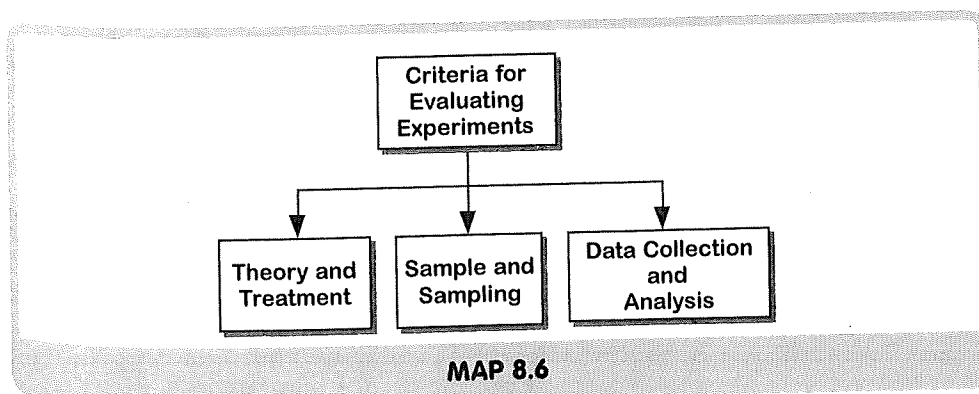 Criteria for
Evaluating
Experiments
Theory and
Treatment
Sample and
Sampling
Data Collection
and
Analysis
MAP 8.6